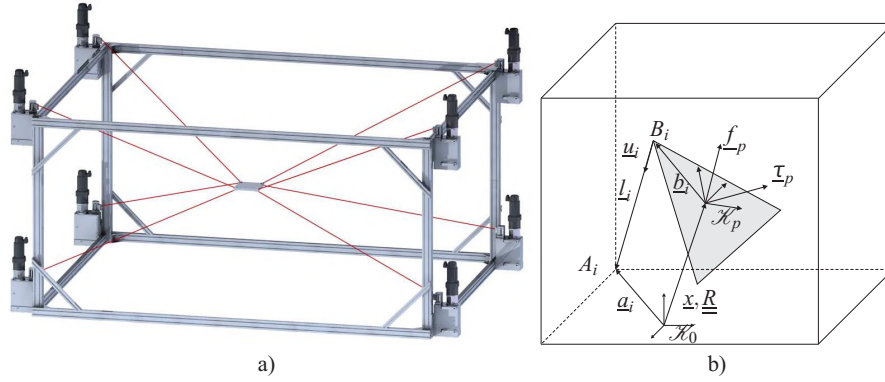 B_i
f_p
u_i
τ_p
b_i
l_i
𝒦_p
A_i
a_i
x, R
𝒦_0
a)
b)